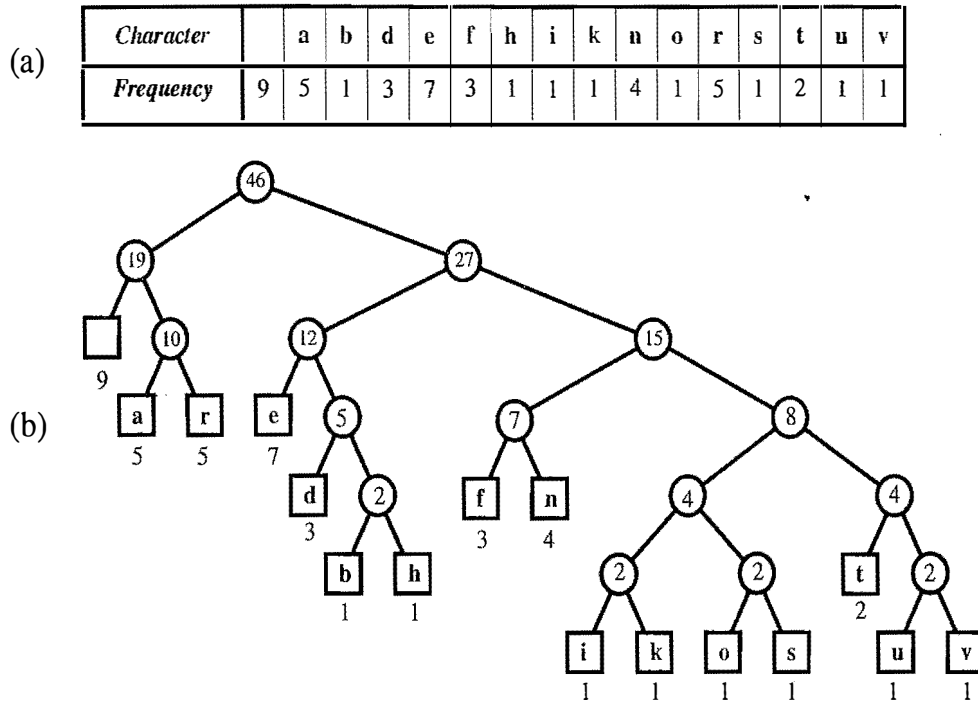 (a)
Character a b d e f h i k n o r s t u v
Frequency 9 5 1 3 7 3 1 1 1 4 1 5 1 2 1 1
(b)
46
19 27
10 12 15
9
a r e 5 7 8
5 5 7
d 2 f n 4 4
3 3 4
b h 2 2 t 2
1 1 2
i k o s u v
1 1 1 1 1 1